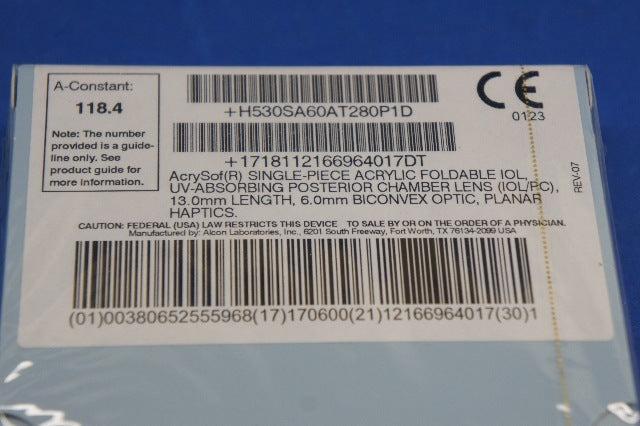 A-Constant:
118.4
Note: The number
provided is a guide-
line only. See
product guide for
more information.
+H530SA60AT280P1D
+1718112166964017DT
CE
0123
AcrySof(R) SINGLE-PIECE ACRYLIC FOLDABLE IOL,
UV-ABSORBING POSTERIOR CHAMBER LENS (IOL/PC),
13.0mm LENGTH, 6.0mm BICONVEX OPTIC, PLANAR
HAPTICS.
REV-07
CAUTION: FEDERAL (USA) LAW RESTRICTS THIS DEVICE TO SALE BY OR ON THE ORDER OF A PHYSICIAN.
Manufactured by: Alcon Laboratories, Inc., 6201 South Freeway, Fort Worth, TX 76134-2099 USA
(01)00380652555968(17)170600(21)12166964017(30)1